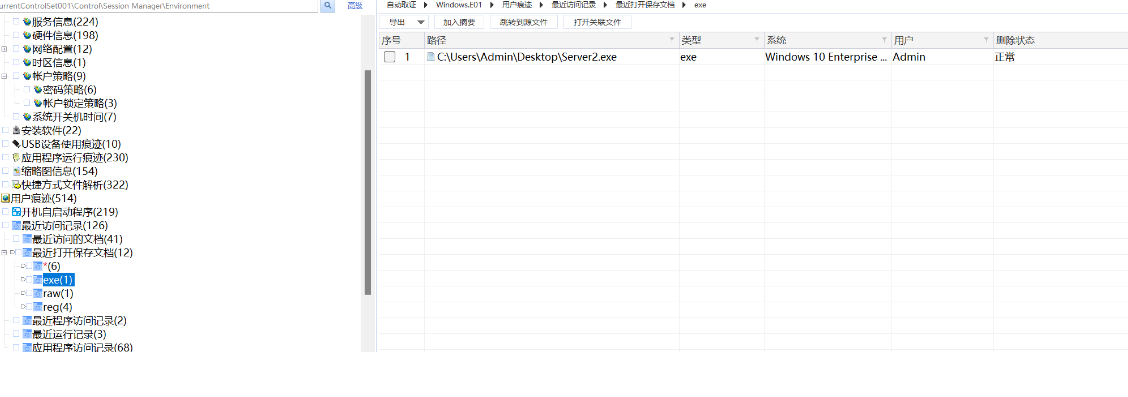 urrentControlSet001\Control\Session Manager\Environment
高级
服务信息(224)
硬件信息(198)
网络配置(12)
时区信息(1)
帐户策略(9)
密码策略(6)
帐户锁定策略(3)
系统开关机时间(7)
安装软件(22)
USB设备使用痕迹(10)
应用程序运行痕迹(230)
缩略图信息(154)
快捷方式文件解析(322)
用户痕迹(514)
开机自启动程序(219)
最近访问记录(126)
最近访问的文档(41)
最近打开保存文档(12)
*(6)
exe(1)
raw(1)
reg(4)
最近程序访问记录(2)
最近运行记录(3)
应用程序访问记录(68)
自动取证 Windows.E01 用户痕迹 最近访问记录 最近打开保存文档 exe
导出 加入摘要 跳转到源文件 打开关联文件
序号 路径 类型 系统 用户 删除状态
1 C:\Users\Admin\Desktop\Server2.exe exe Windows 10 Enterprise ... Admin 正常